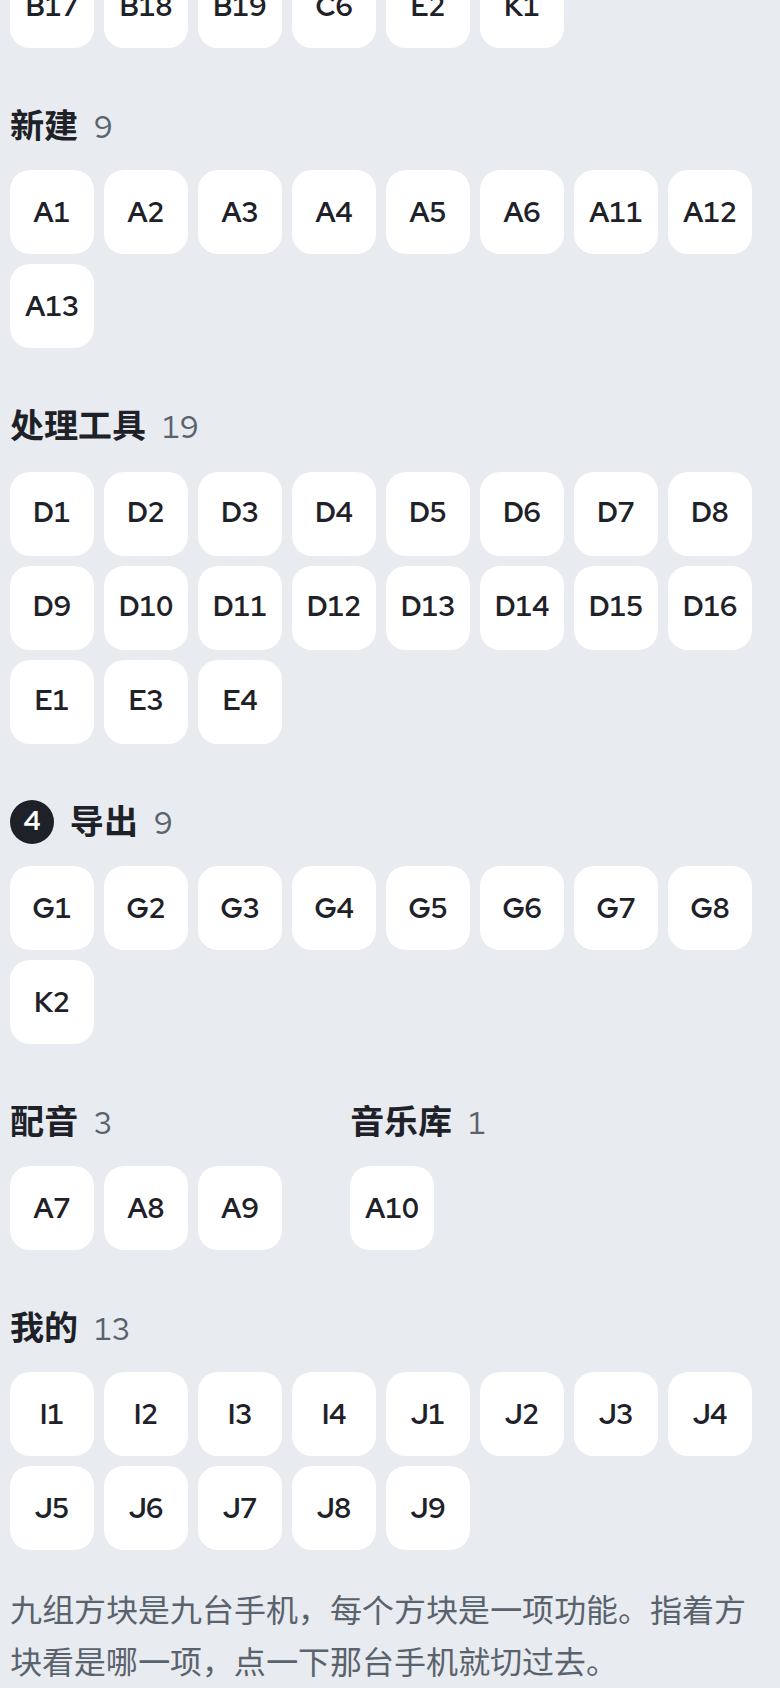 B17 B18 B19 C6 E2 K1
新建 9
A1 A2 A3 A4 A5 A6 A11 A12
A13
处理工具 19
D1 D2 D3 D4 D5 D6 D7 D8
D9 D10 D11 D12 D13 D14 D15 D16
E1 E3 E4
4 导出 9
G1 G2 G3 G4 G5 G6 G7 G8
K2
配音 3 音乐库 1
A7 A8 A9 A10
我的 13
I1 I2 I3 I4 J1 J2 J3 J4
J5 J6 J7 J8 J9
九组方块是九台手机，每个方块是一项功能。指着方
块看是哪一项，点一下那台手机就切过去。